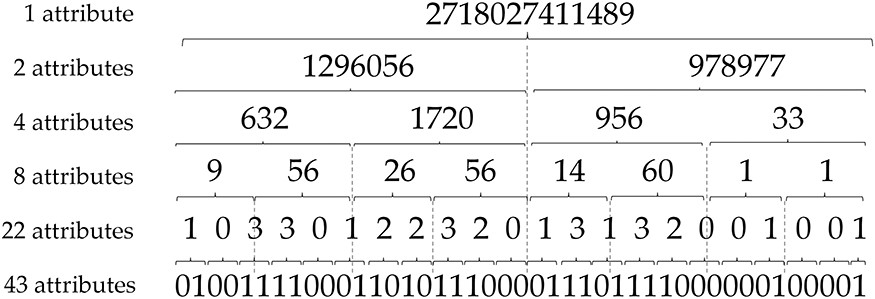 1 attribute 2718027411489
2 attributes 1296056 978977
4 attributes 632 1720 956 33
8 attributes 9 56 26 56 14 60 1 1
22 attributes 1 0 3 3 0 1 2 2 3 2 0 1 3 1 3 2 0 0 1 0 0 1
43 attributes 0100111100011010111000011101111000000100001